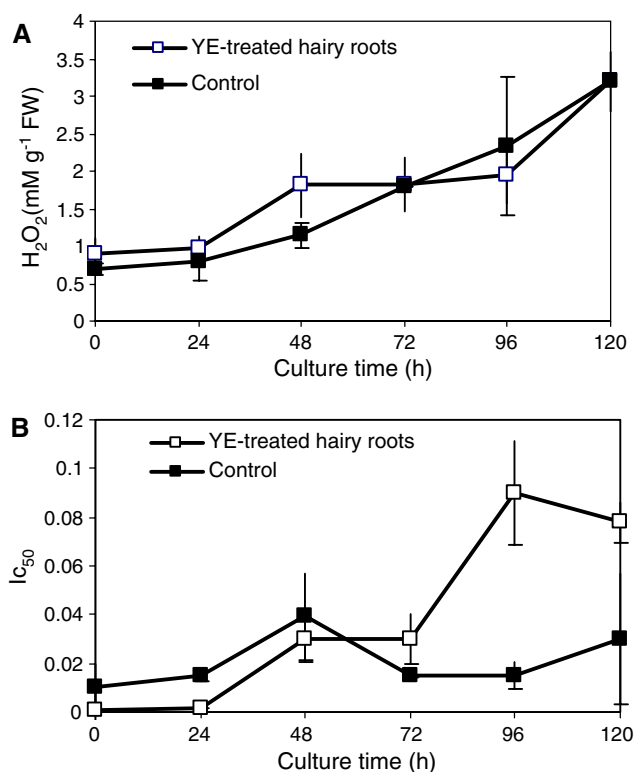 A
4
3.5
3
2.5
2
1.5
1
0.5
0
H₂O₂(mM g⁻¹ FW)
YE-treated hairy roots
Control
0 24 48 72 96 120
Culture time (h)
B
0.12
0.1
0.08
0.06
0.04
0.02
0
Ic₅₀
YE-treated hairy roots
Control
0 24 48 72 96 120
Culture time (h)